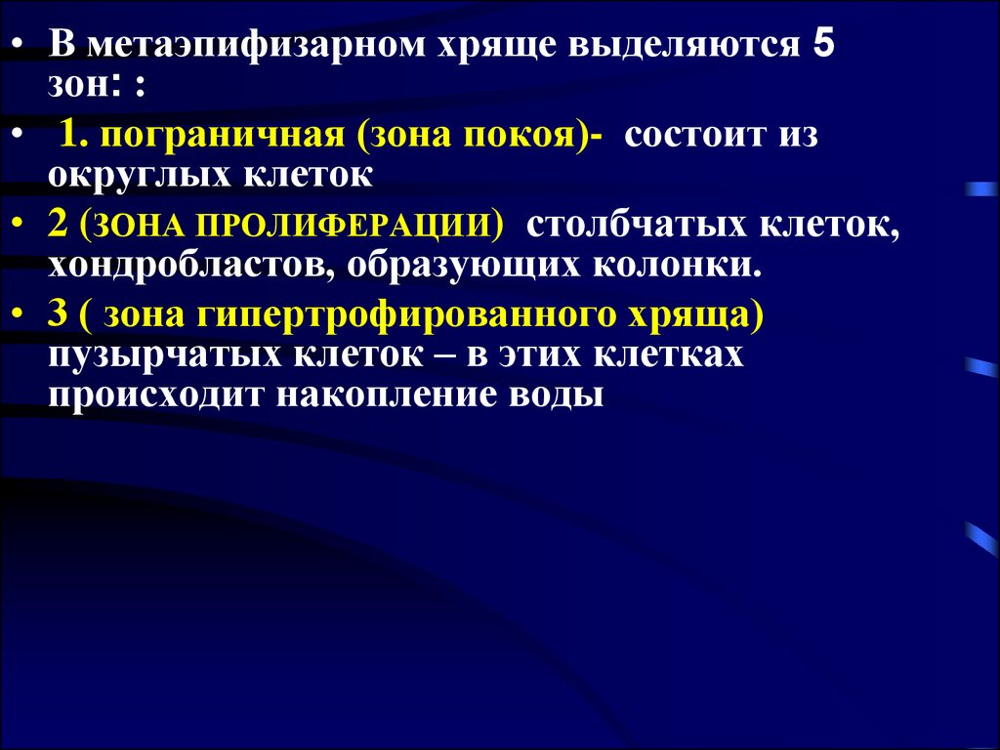 • В метаэпифизарном хряще выделяются 5
зон: :
• 1. пограничная (зона покоя)- состоит из
округлых клеток
• 2 (ЗОНА ПРОЛИФЕРАЦИИ) столбчатых клеток,
хондробластов, образующих колонки.
• 3 ( зона гипертрофированного хряща)
пузырчатых клеток – в этих клетках
происходит накопление воды